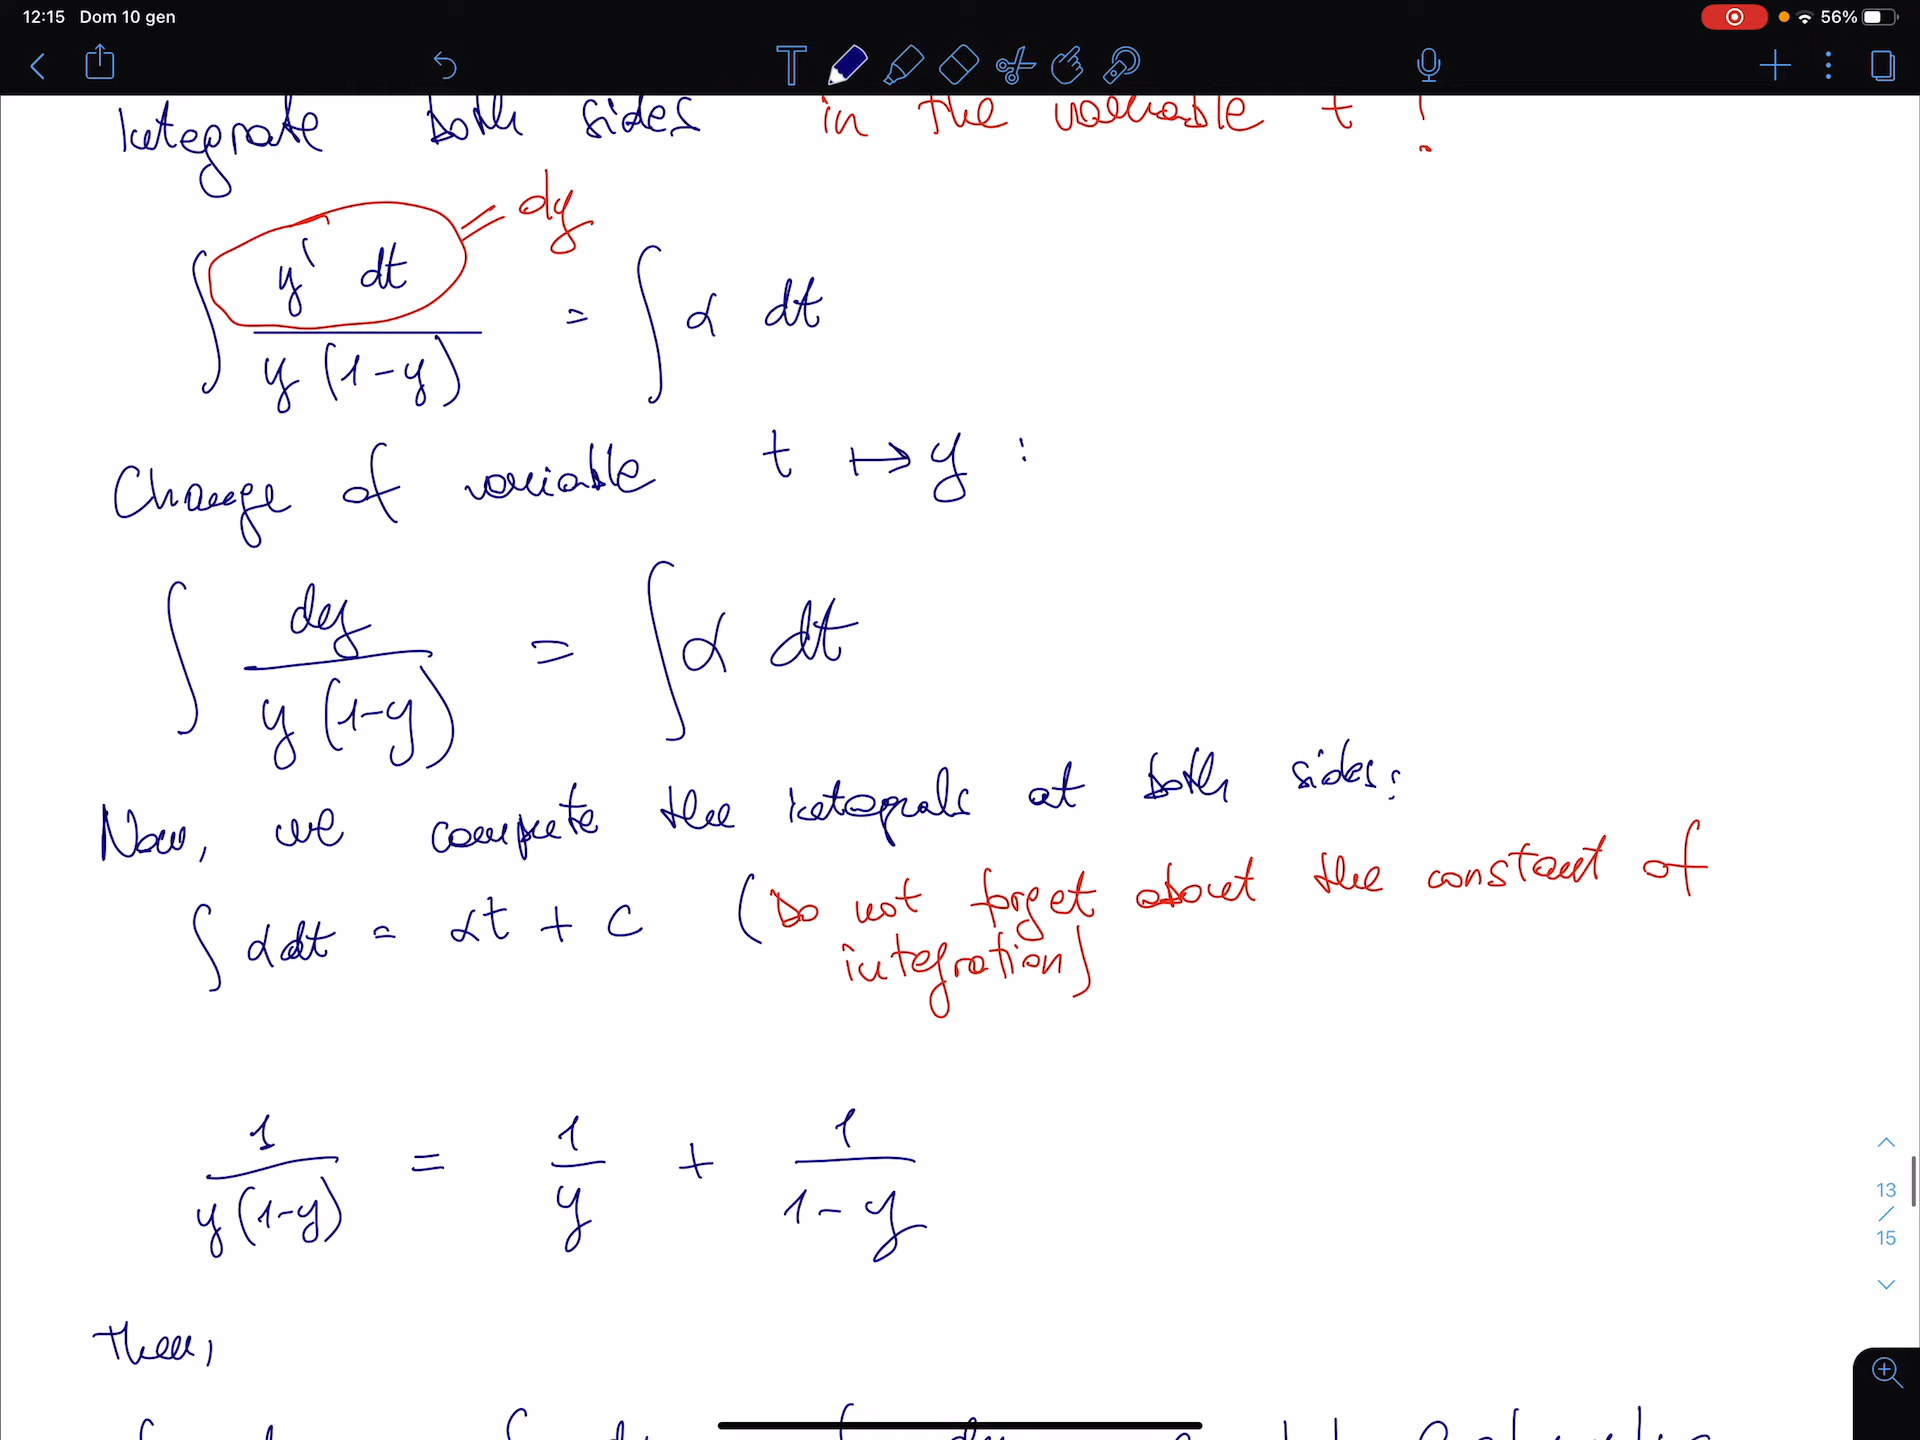 12:15 Dom 10 gen 56%
Integrate both sides in the variable t !
∫ y' dt / y (1-y) = ∫ α dt
= dy
Change of variable t ↦ y :
∫ dy / y (1-y) = ∫ α dt
Now, we compute the integrals at both sides:
∫ α dt = αt + c (Do not forget about the constant of
integration)
1 / y(1-y) = 1 / y + 1 / 1-y
then,
13
/
15